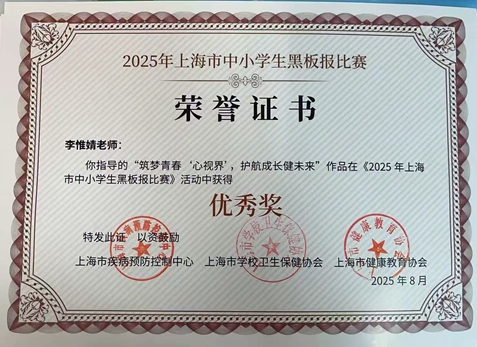 2025年上海市中小学生黑板报比赛
荣誉证书
李惟婧老师：
你指导的“筑梦青春‘心视界’，护航成长健未来”作品在《2025年上海
市中小学生黑板报比赛》活动中获得
优秀奖
特发此证 以资鼓励
上海市疾病预防控制中心 上海市学校卫生保健协会 上海市健康教育协会
2025年8月